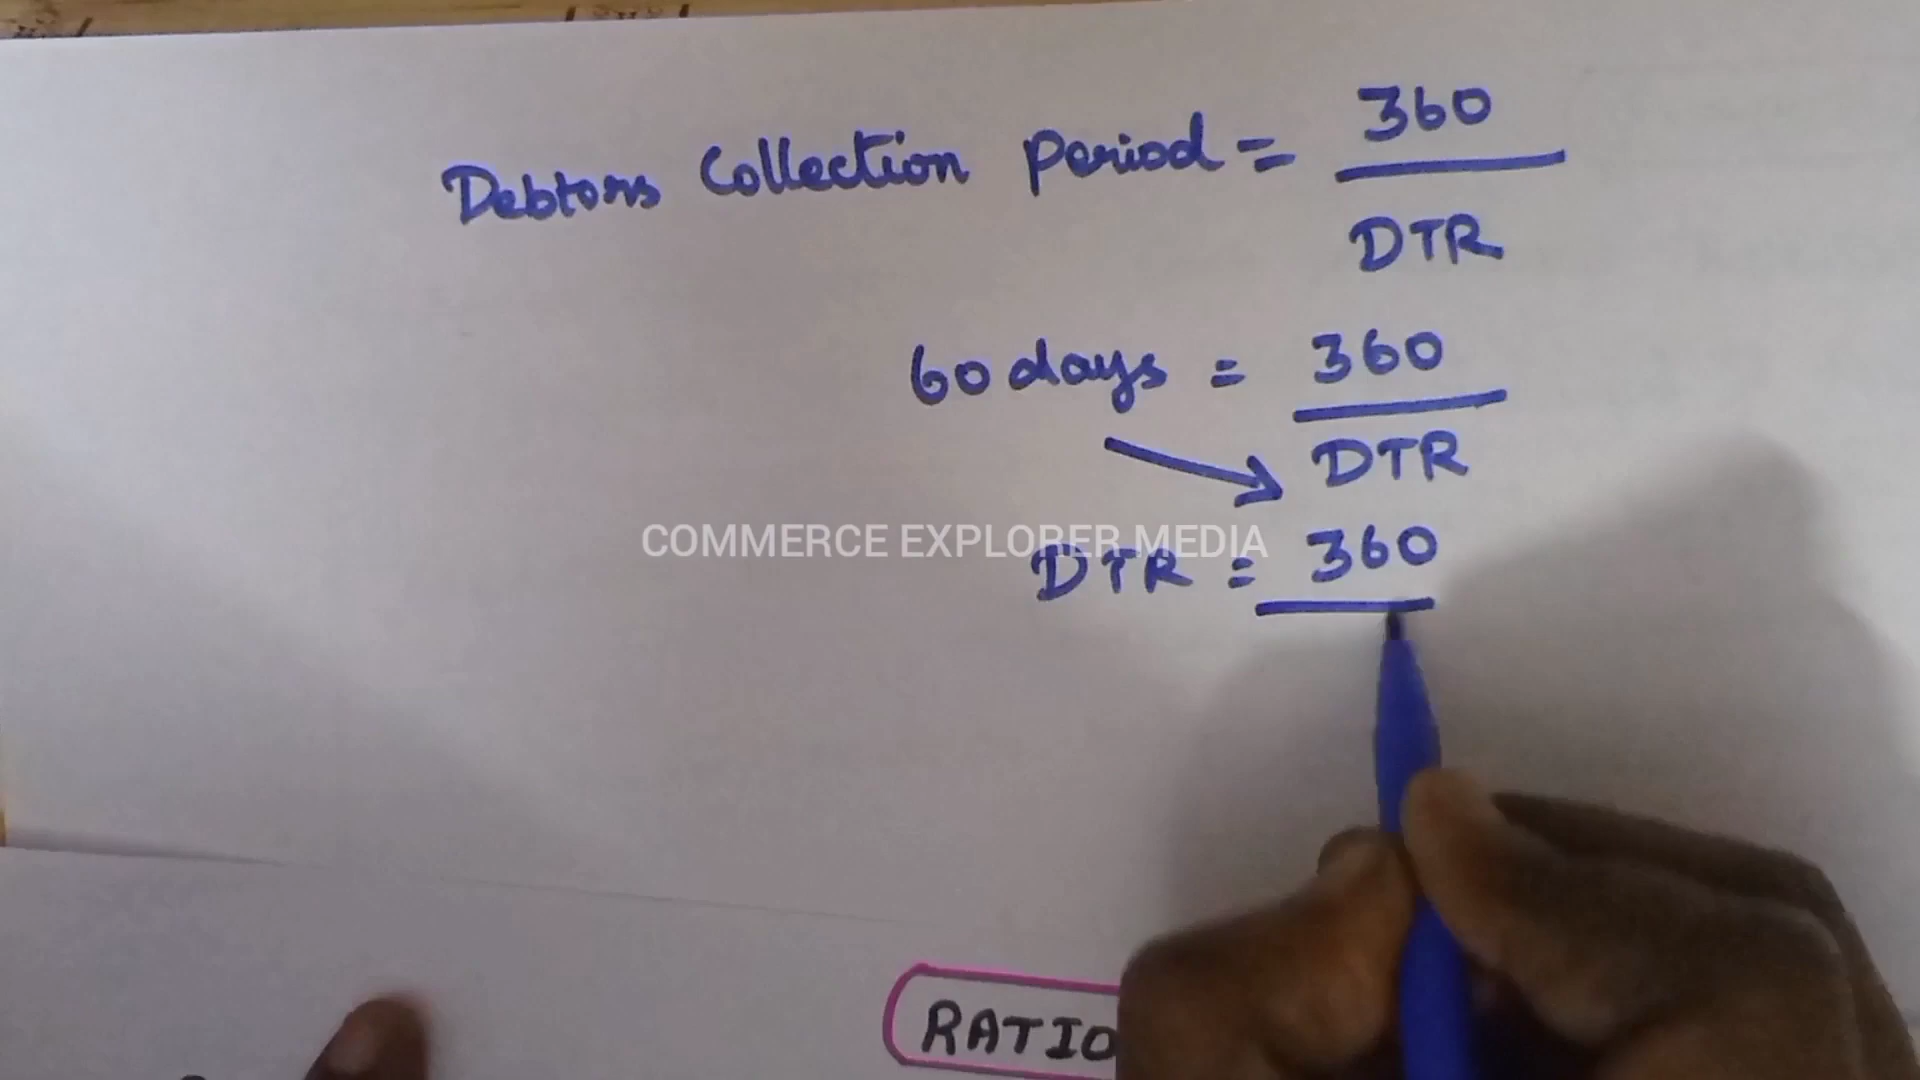 Debtors Collection Period = 360
DTR
60 days = 360
DTR
COMMERCE EXPLORER MEDIA
DTR = 360
RATIO